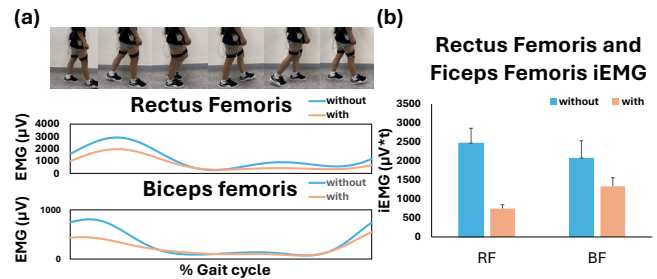 (a)
Rectus Femoris
without
with
EMG (µV)
4000
3000
2000
1000
0
Biceps femoris
without
with
EMG (µV)
1000
0
% Gait cycle
(b)
Rectus Femoris and
Ficeps Femoris iEMG
without with
iEMG (µV*t)
3500
3000
2500
2000
1500
1000
500
0
RF BF